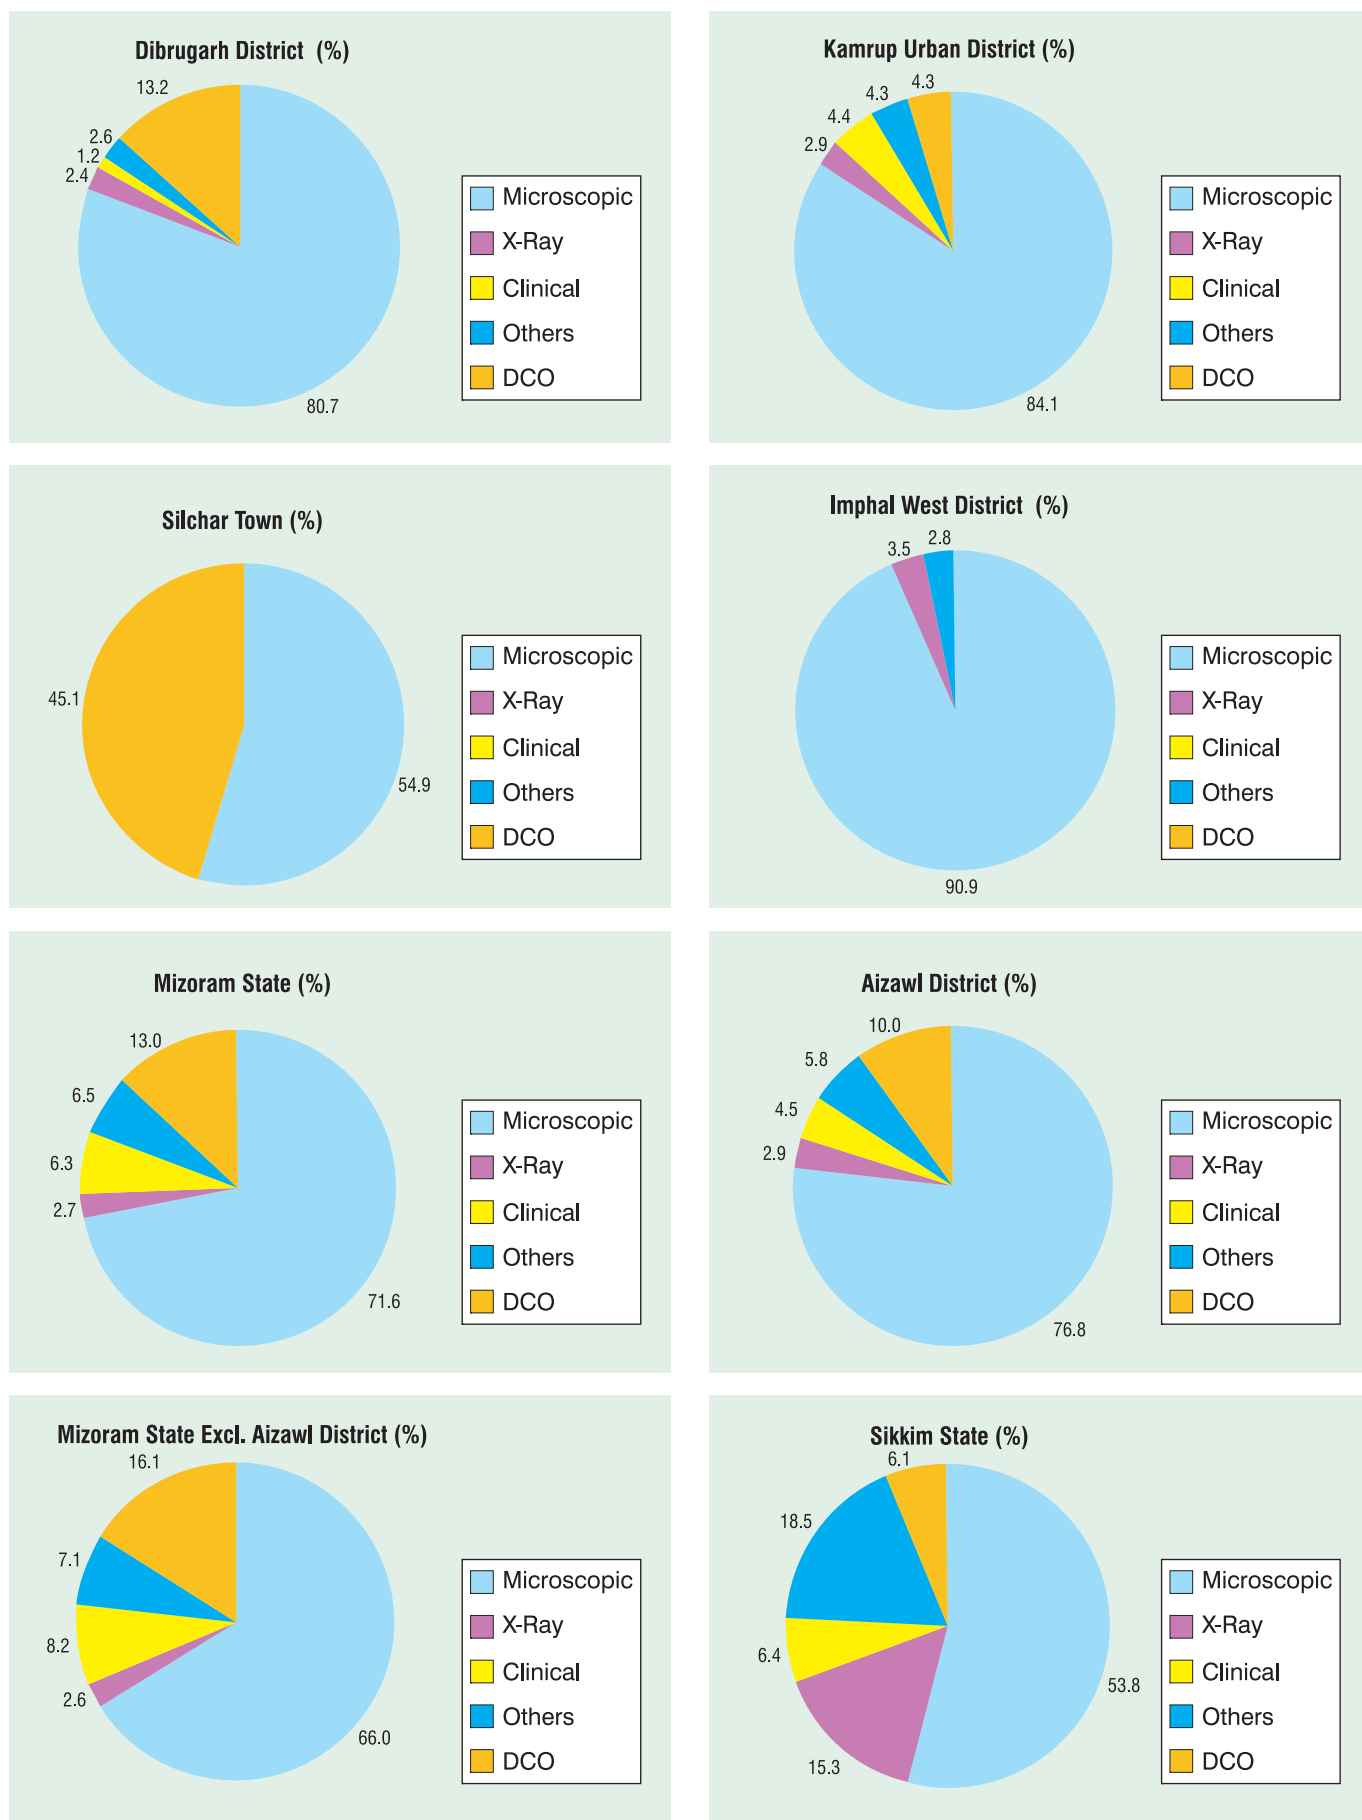 Dibrugarh District (%)
13.2
2.6
1.2
2.4
80.7
Microscopic
X-Ray
Clinical
Others
DCO
Kamrup Urban District (%)
4.3
4.3
4.4
2.9
84.1
Microscopic
X-Ray
Clinical
Others
DCO
Silchar Town (%)
45.1
54.9
Microscopic
X-Ray
Clinical
Others
DCO
Imphal West District (%)
2.8
3.5
90.9
Microscopic
X-Ray
Clinical
Others
DCO
Mizoram State (%)
13.0
6.5
6.3
2.7
71.6
Microscopic
X-Ray
Clinical
Others
DCO
Aizawl District (%)
10.0
5.8
4.5
2.9
76.8
Microscopic
X-Ray
Clinical
Others
DCO
Mizoram State Excl. Aizawl District (%)
16.1
7.1
8.2
2.6
66.0
Microscopic
X-Ray
Clinical
Others
DCO
Sikkim State (%)
6.1
18.5
6.4
15.3
53.8
Microscopic
X-Ray
Clinical
Others
DCO